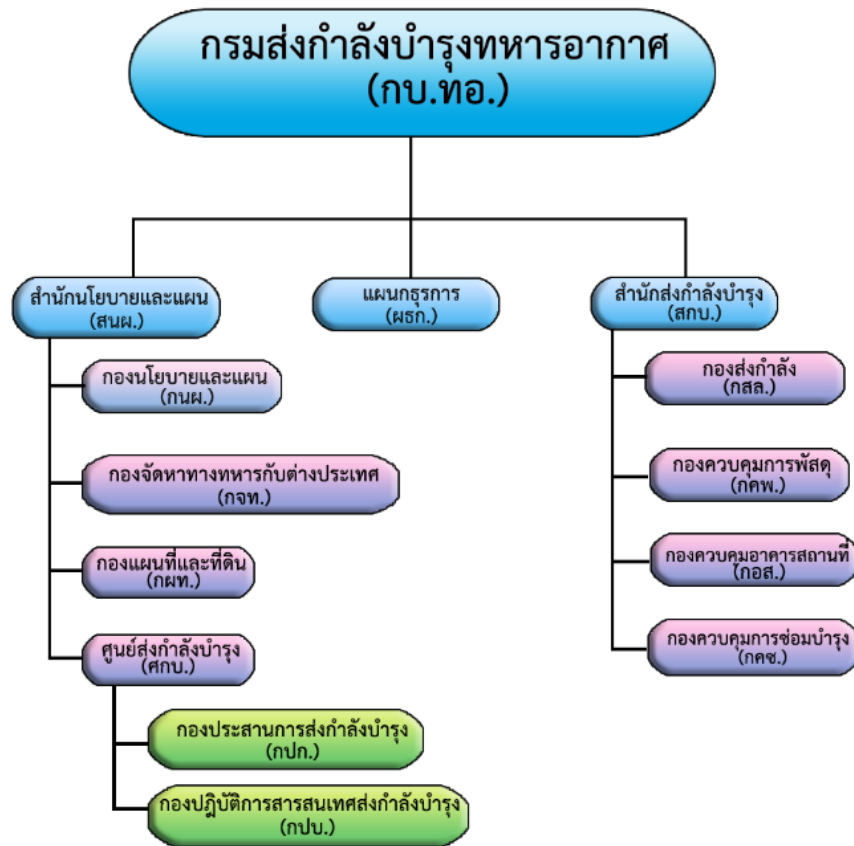 กรมส่งกำลังบำรุงทหารอากาศ
(กบ.ทอ.)
สำนักนโยบายและแผน
(สนผ.)
แผนกธุรการ
(ผธก.)
สำนักส่งกำลังบำรุง
(สกบ.)
กองนโยบายและแผน
(กนผ.)
กองจัดหาทางทหารกับต่างประเทศ
(กจท.)
กองแผนที่และที่ดิน
(กผท.)
ศูนย์ส่งกำลังบำรุง
(ศกบ.)
กองประสานการส่งกำลังบำรุง
(กปก.)
กองปฏิบัติการสารสนเทศส่งกำลังบำรุง
(กปบ.)
กองส่งกำลัง
(กสล.)
กองควบคุมการพัสดุ
(กคพ.)
กองควบคุมอาคารสถานที่
(กอส.)
กองควบคุมการซ่อมบำรุง
(กคซ.)